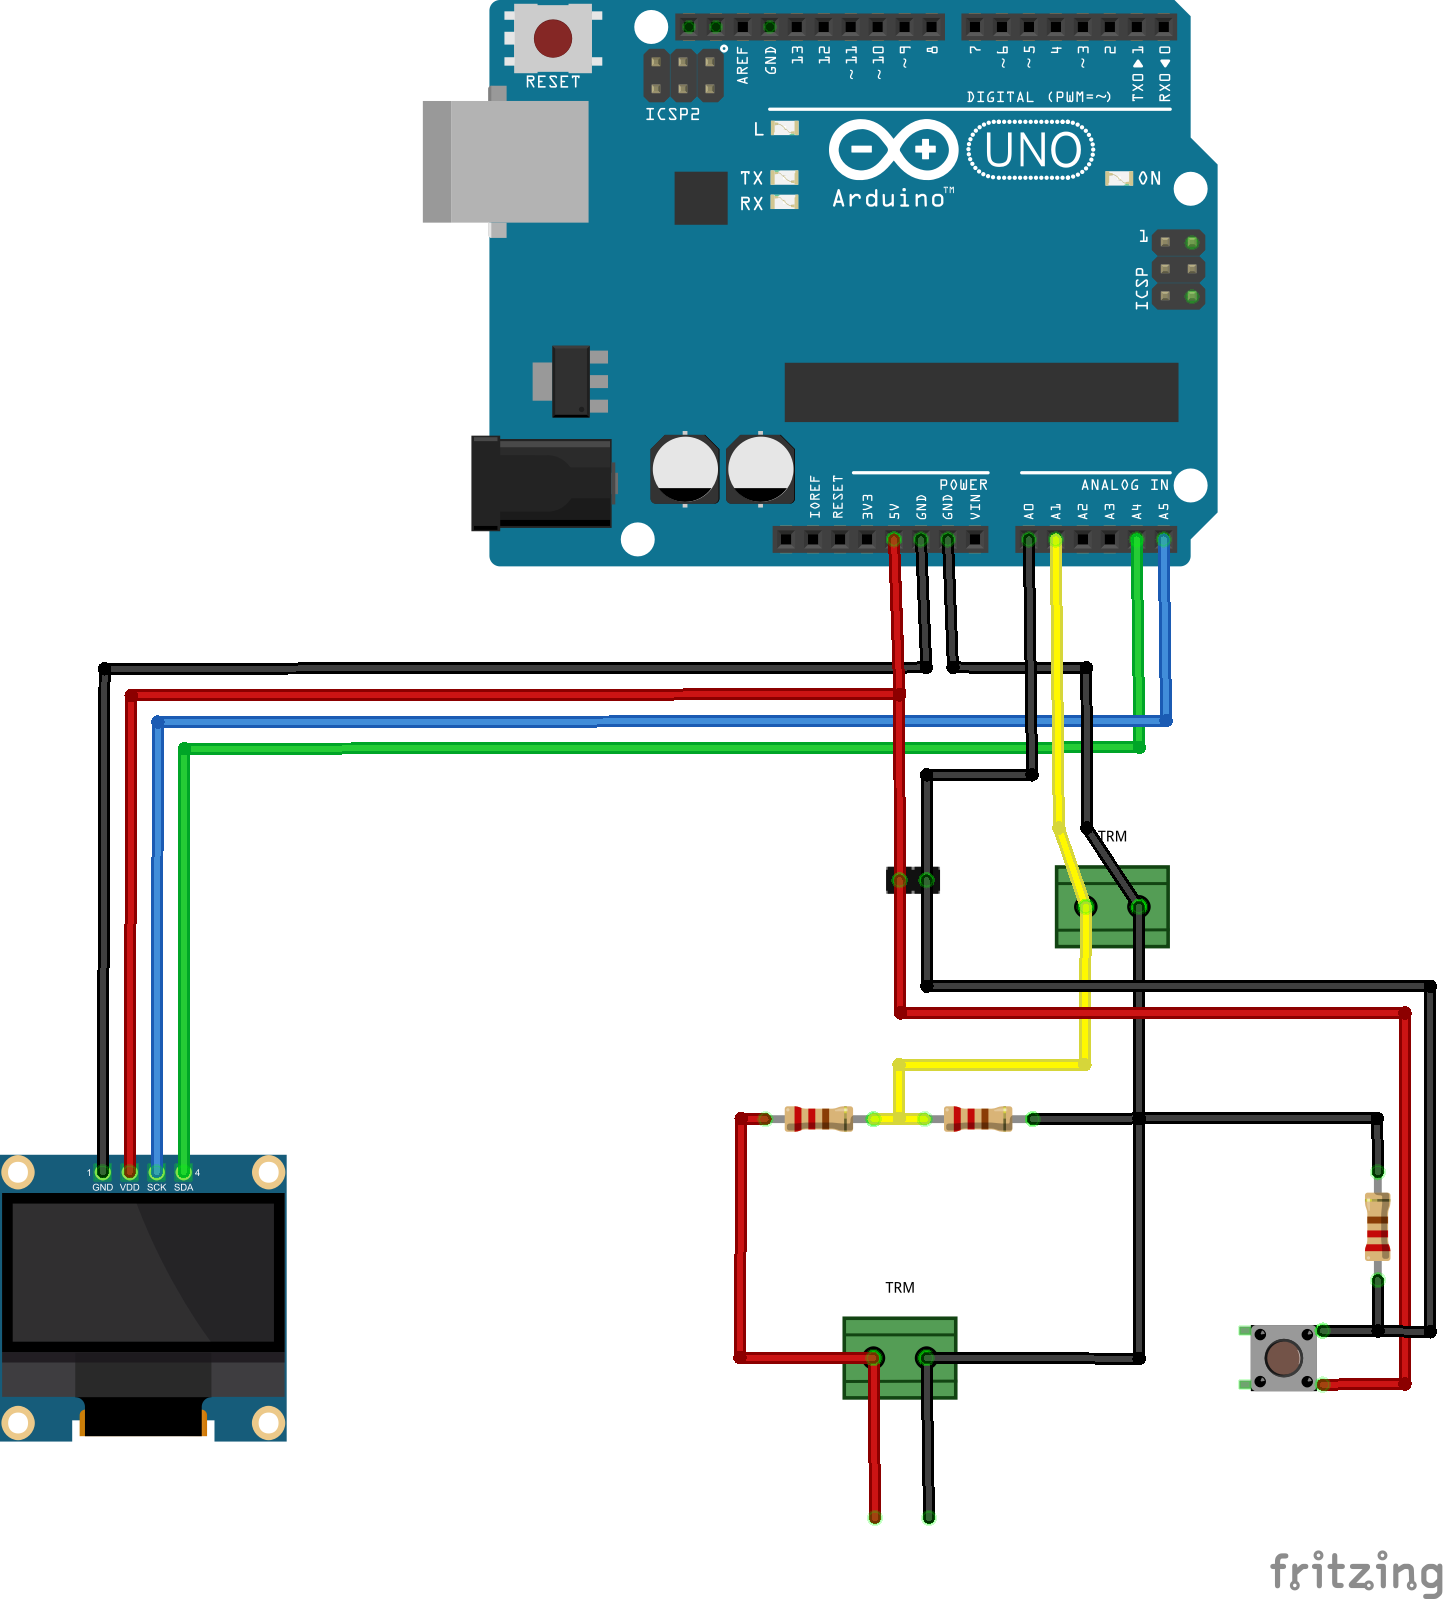 RESET
ICSP2
AREF
GND
13
12
~11
~10
~9
8
7
~6
~5
4
~3
2
TX0▶1
RX0◀0
DIGITAL (PWM=~)
L
TX
RX
Arduino™
UNO
ON
1
ICSP
POWER
ANALOG IN
IOREF
RESET
3V3
5V
GND
GND
VIN
A0
A1
A2
A3
A4
A5
TRM
1
4
GND VDD SCK SDA
TRM
fritzing